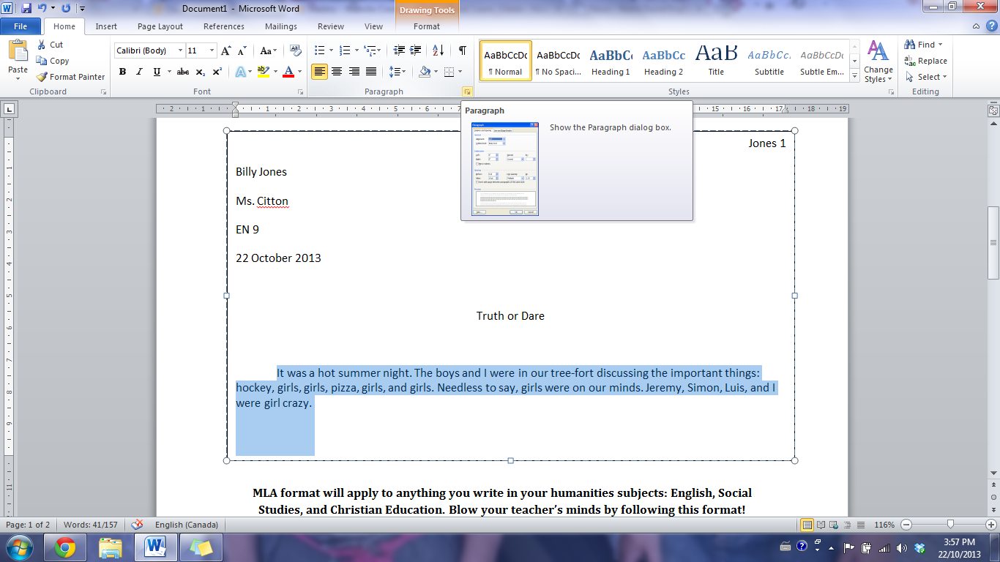 Document1 - Microsoft Word
Drawing Tools
File Home Insert Page Layout References Mailings Review View Format
Paste
Cut
Copy
Format Painter
Clipboard
Calibri (Body) 11
Font
Paragraph
AaBbCcDc AaBbCcDc AaBbCc AaBbCc AaB AaBbCc. AaBbCcDc
¶ Normal ¶ No Spaci... Heading 1 Heading 2 Title Subtitle Subtle Em...
Change Styles
Styles
Find
Replace
Select
Editing
Paragraph
Show the Paragraph dialog box.
Jones 1
Billy Jones
Ms. Citton
EN 9
22 October 2013
Truth or Dare
It was a hot summer night. The boys and I were in our tree-fort discussing the important things:
hockey, girls, girls, pizza, girls, and girls. Needless to say, girls were on our minds. Jeremy, Simon, Luis, and I
were girl crazy.
MLA format will apply to anything you write in your humanities subjects: English, Social
Studies, and Christian Education. Blow your teacher’s minds by following this format!
Page: 1 of 2 Words: 41/157 English (Canada) 116%
3:57 PM
22/10/2013